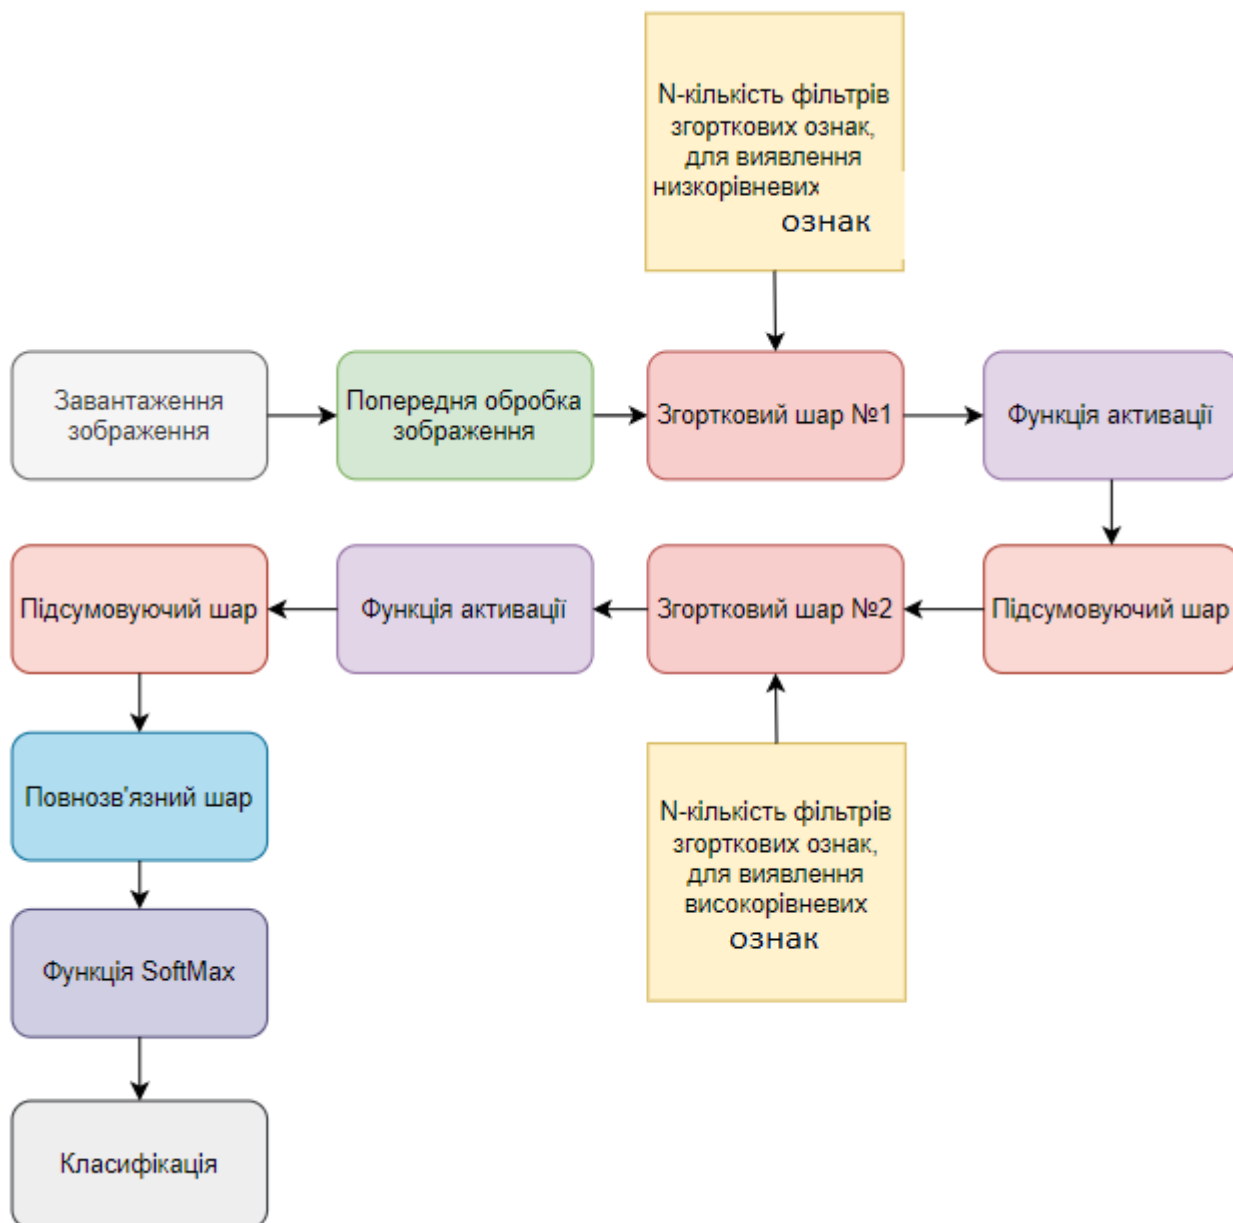 N-кількість фільтрів
згорткових ознак,
для виявлення
низкорівневих
ознак
Завантаження
зображення
Попередня обробка
зображення
Згортковий шар №1
Функція активації
Підсумовуючий шар
Згортковий шар №2
Функція активації
Підсумовуючий шар
N-кількість фільтрів
згорткових ознак,
для виявлення
високорівневих
ознак
Повнозв'язний шар
Функція SoftMax
Класифікація